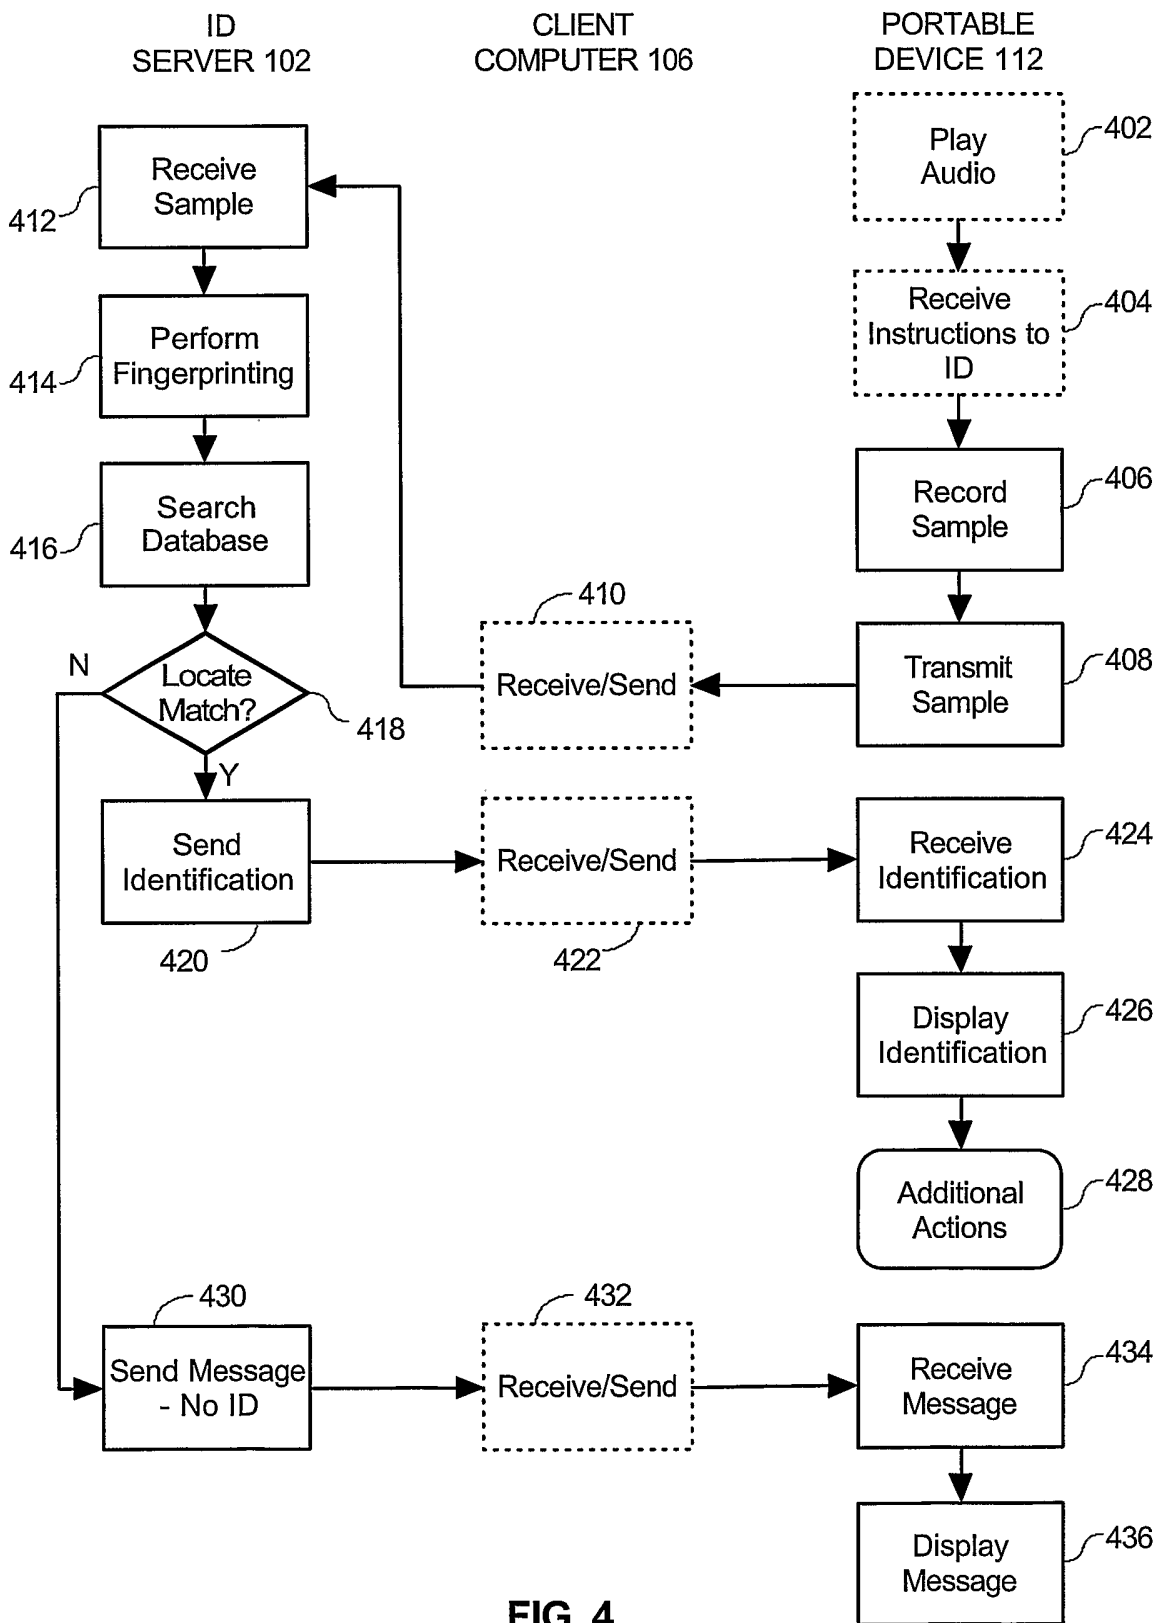 ID
SERVER 102
CLIENT
COMPUTER 106
PORTABLE
DEVICE 112
Play
Audio
402
Receive
Sample
412
Receive
Instructions to
ID
404
Perform
Fingerprinting
414
Record
Sample
406
Search
Database
416
410
Receive/Send
Transmit
Sample
408
N
Locate
Match?
418
Y
Send
Identification
420
Receive/Send
422
Receive
Identification
424
Display
Identification
426
Additional
Actions
428
430
Send Message
- No ID
432
Receive/Send
Receive
Message
434
Display
Message
436
FIG. 4